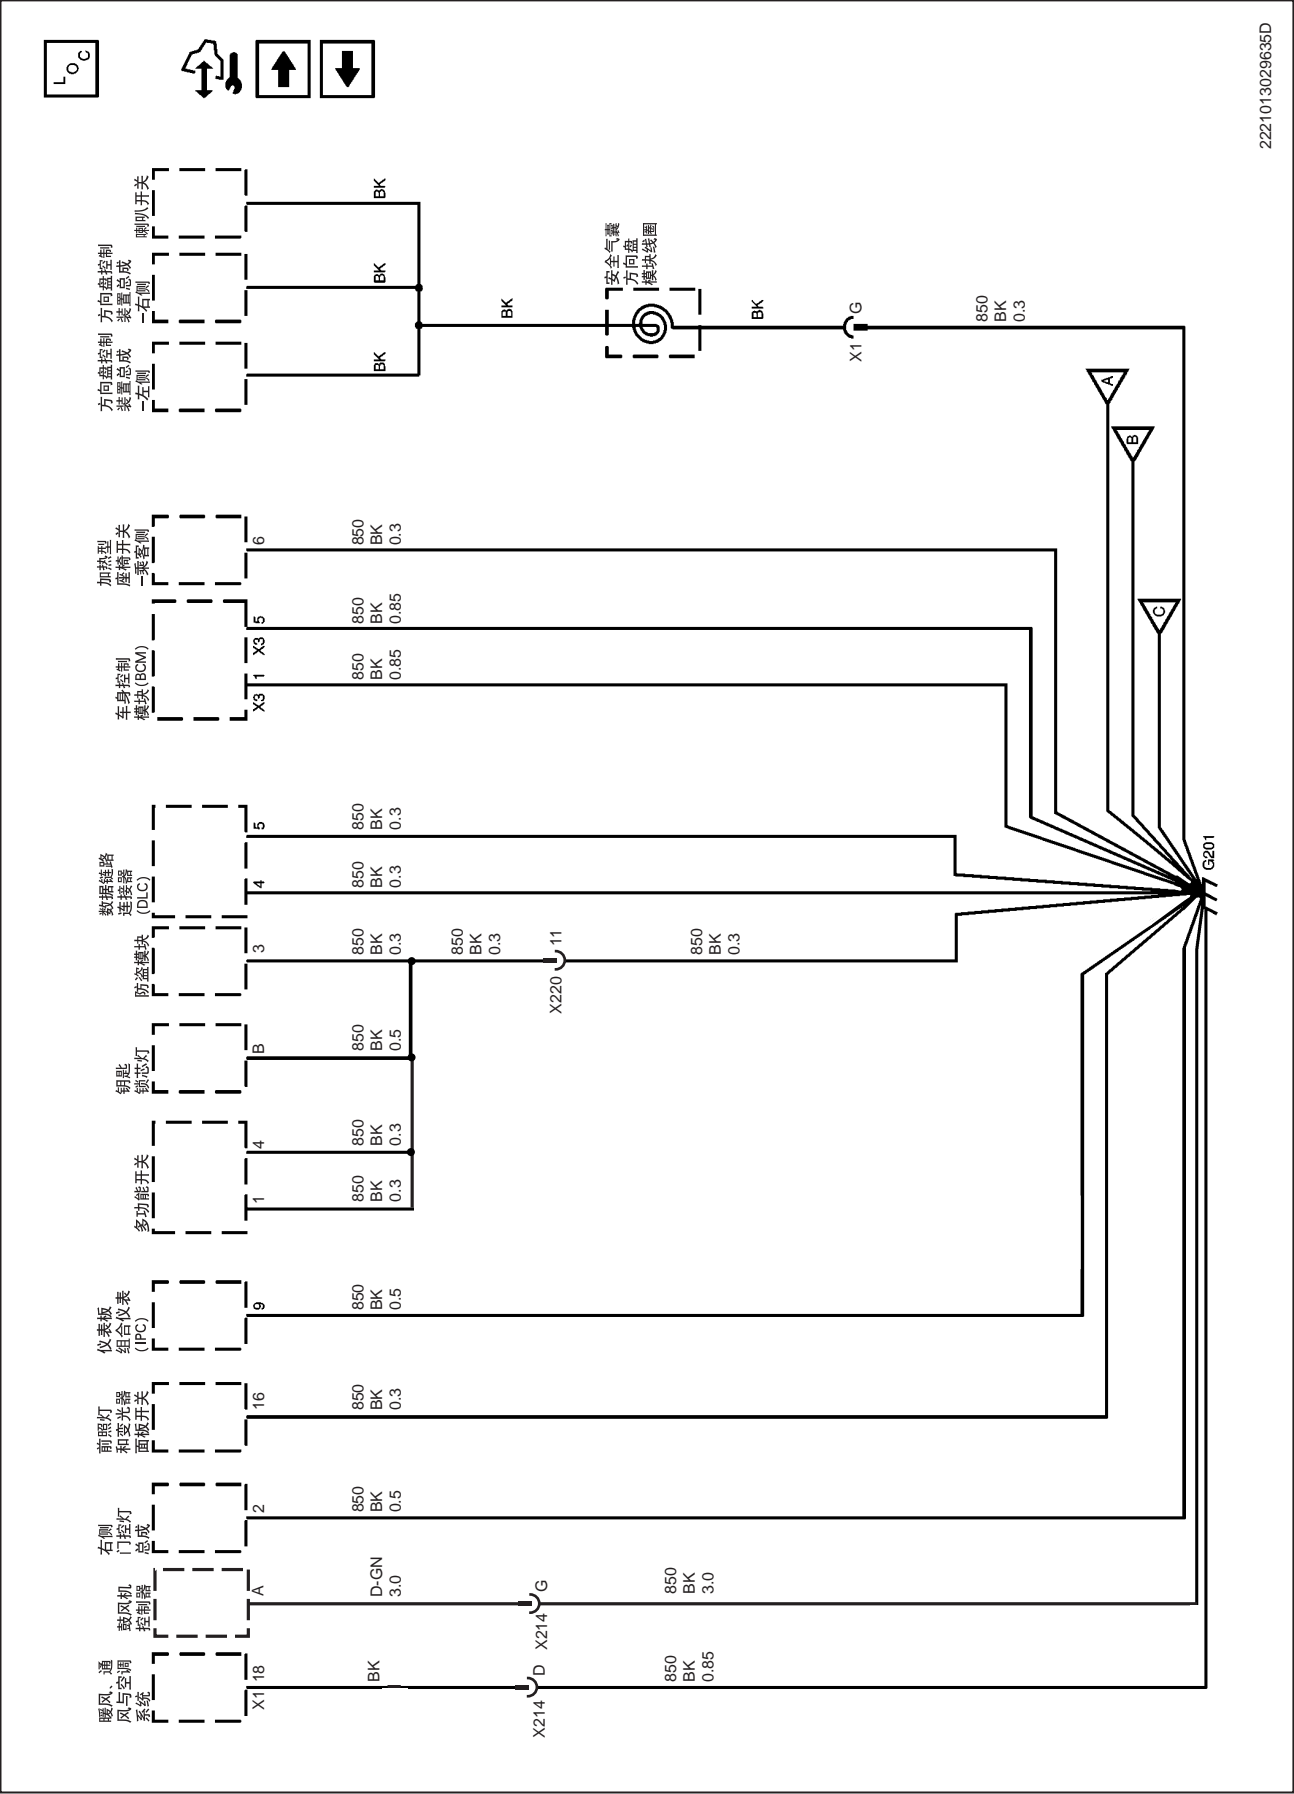 LOC
暖风、通
风与空调
系统
X1 18
BK
X214 D
850
BK
0.85
鼓风机
控制器
A
D-GN
3.0
X214 G
850
BK
3.0
右侧
门控灯
总成
2
850
BK
0.5
前照灯
和变光器
面板开关
16
850
BK
0.3
仪表板
组合仪表
(IPC)
9
850
BK
0.5
多功能开关
1
850
BK
0.3
4
850
BK
0.3
钥匙
锁芯灯
B
850
BK
0.5
防盗模块
3
850
BK
0.3
850
BK
0.3
X220 11
850
BK
0.3
数据链路
连接器
(DLC)
4
850
BK
0.3
5
850
BK
0.3
车身控制
模块(BCM)
X3 1
850
BK
0.85
X3 5
850
BK
0.85
加热型
座椅开关
–乘客侧
6
850
BK
0.3
方向盘控制
装置总成
–左侧
BK
方向盘控制
装置总成
–右侧
BK
喇叭开关
BK
BK
安全气囊
方向盘
模块线圈
BK
X1 G
850
BK
0.3
A
B
C
G201
2221013029635D